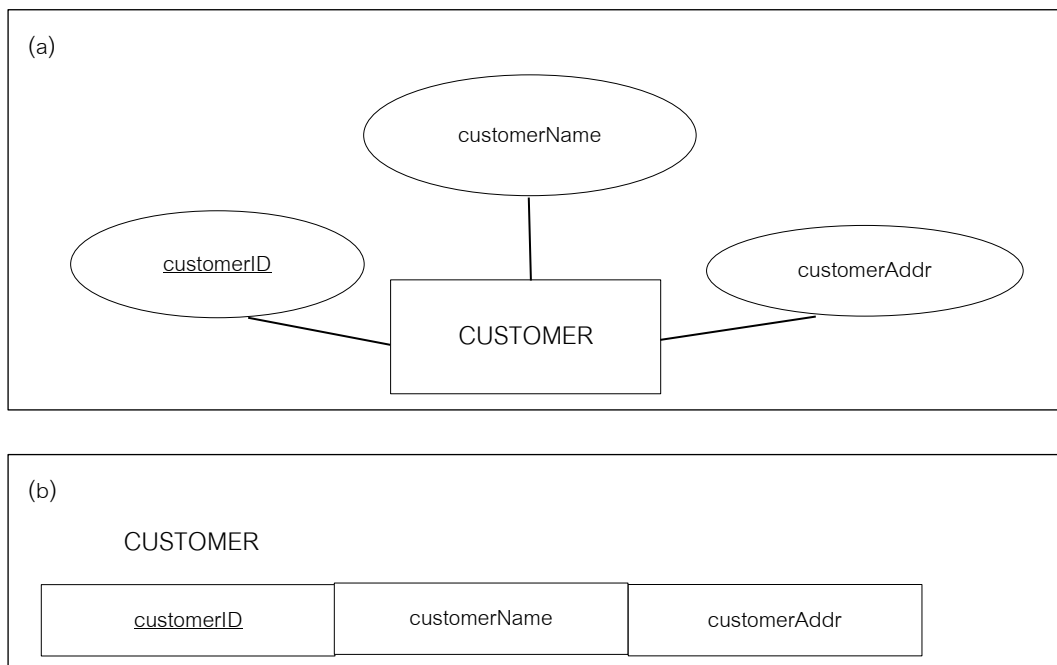 (a)
customerName
customerID
customerAddr
CUSTOMER
(b)
CUSTOMER
customerID
customerName
customerAddr